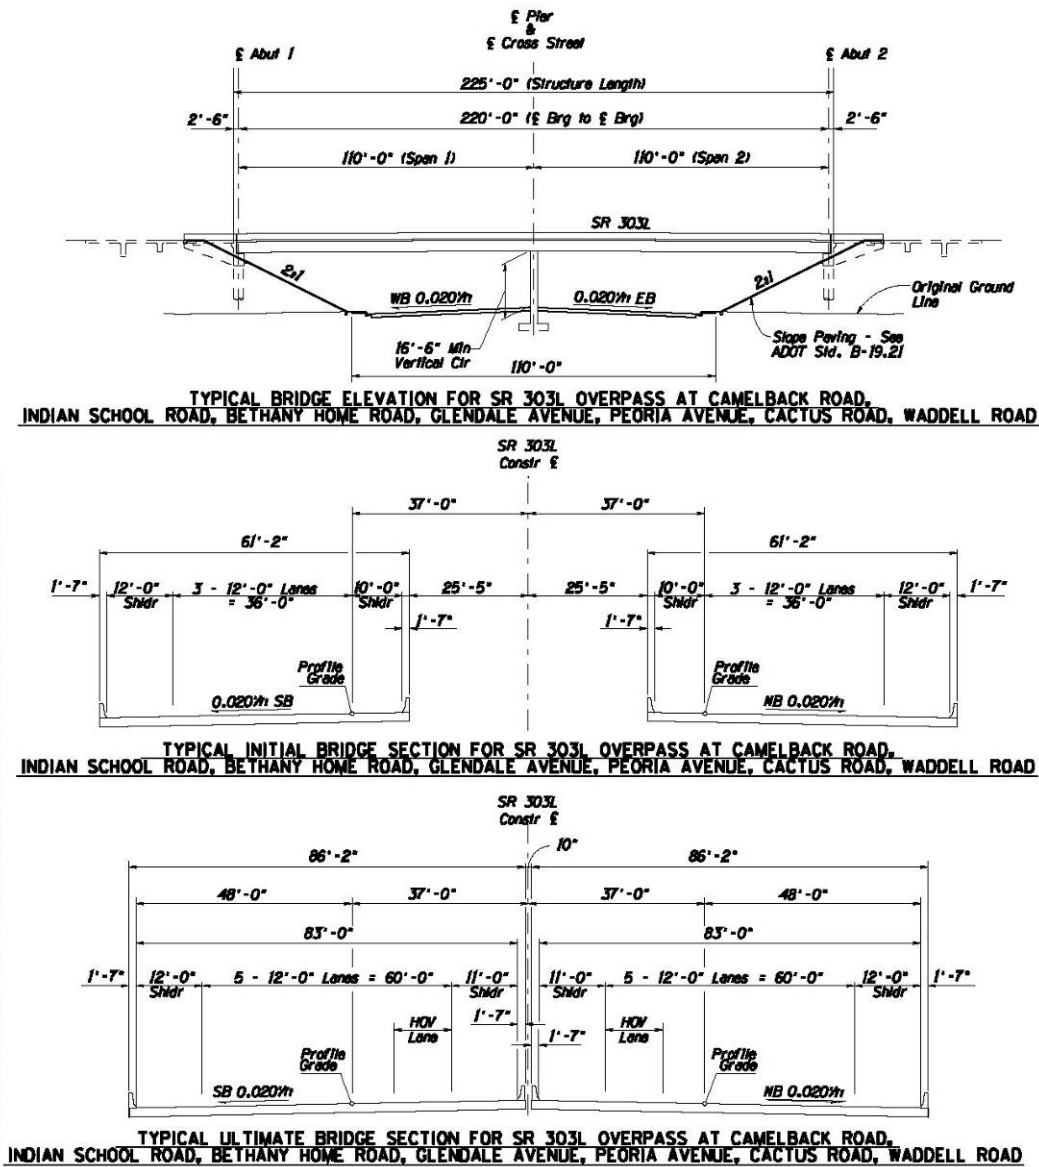 ℄ Pier
&
℄ Cross Street
℄ Abut 1
℄ Abut 2
225'-0" (Structure Length)
2'-6"
220'-0" (℄ Brg to ℄ Brg)
2'-6"
110'-0" (Span 1)
110'-0" (Span 2)
SR 303L
2:1
2:1
WB 0.020'/ft
0.020'/ft EB
Original Ground
Line
16'-6" Min
Vertical Clr
Slope Paving - See
ADOT Std. B-19.21
110'-0"
TYPICAL BRIDGE ELEVATION FOR SR 303L OVERPASS AT CAMELBACK ROAD,
INDIAN SCHOOL ROAD, BETHANY HOME ROAD, GLENDALE AVENUE, PEORIA AVENUE, CACTUS ROAD, WADDELL ROAD
SR 303L
Constr ℄
37'-0"
37'-0"
61'-2"
61'-2"
1'-7"
12'-0"
Shldr
3 - 12'-0" Lanes
= 36'-0"
10'-0"
Shldr
25'-5"
25'-5"
10'-0"
Shldr
3 - 12'-0" Lanes
= 36'-0"
12'-0"
Shldr
1'-7"
1'-7"
1'-7"
Profile
Grade
Profile
Grade
0.020'/ft SB
NB 0.020'/ft
TYPICAL INITIAL BRIDGE SECTION FOR SR 303L OVERPASS AT CAMELBACK ROAD,
INDIAN SCHOOL ROAD, BETHANY HOME ROAD, GLENDALE AVENUE, PEORIA AVENUE, CACTUS ROAD, WADDELL ROAD
SR 303L
Constr ℄
10"
86'-2"
86'-2"
48'-0"
37'-0"
37'-0"
48'-0"
83'-0"
83'-0"
1'-7"
12'-0"
Shldr
5 - 12'-0" Lanes = 60'-0"
11'-0"
Shldr
11'-0"
Shldr
5 - 12'-0" Lanes = 60'-0"
12'-0"
Shldr
1'-7"
1'-7"
1'-7"
HOV
Lane
HOV
Lane
Profile
Grade
Profile
Grade
SB 0.020'/ft
NB 0.020'/ft
TYPICAL ULTIMATE BRIDGE SECTION FOR SR 303L OVERPASS AT CAMELBACK ROAD,
INDIAN SCHOOL ROAD, BETHANY HOME ROAD, GLENDALE AVENUE, PEORIA AVENUE, CACTUS ROAD, WADDELL ROAD